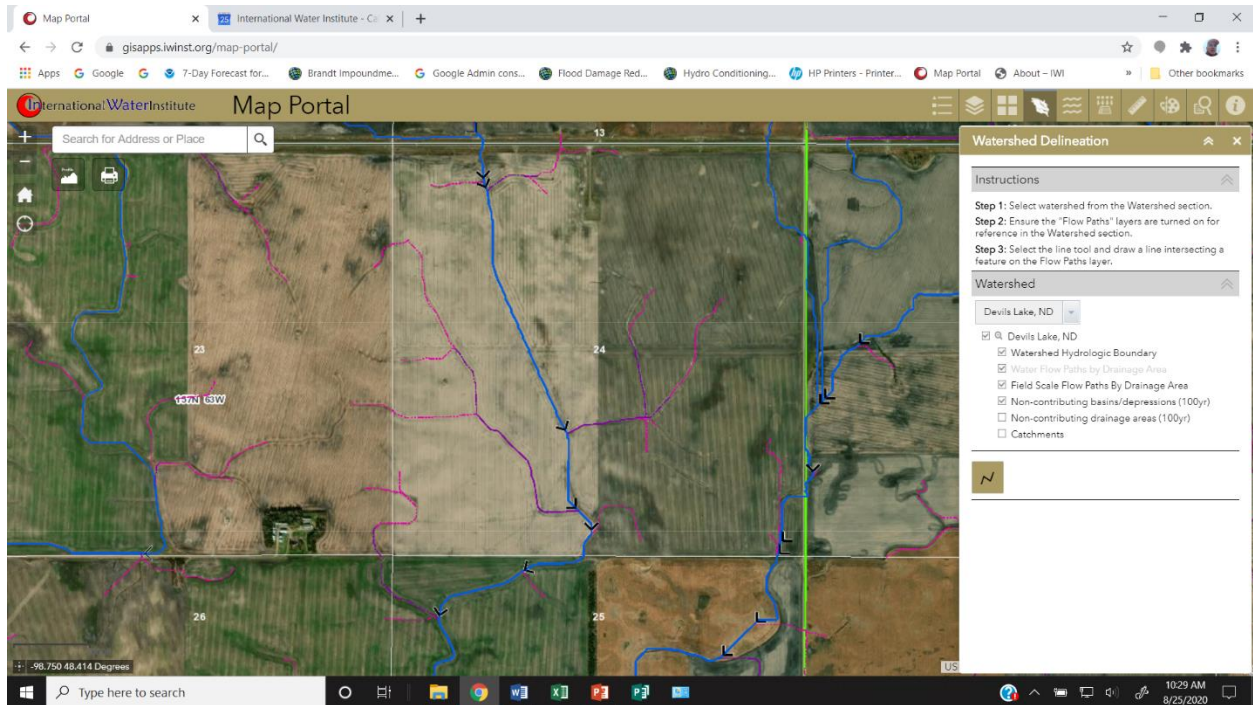 Map Portal
International Water Institute - Ca
gisapps.iwinst.org/map-portal/
Apps
Google
7-Day Forecast for...
Brandt Impoundme...
Google Admin cons...
Flood Damage Red...
Hydro Conditioning...
HP Printers - Printer...
Map Portal
About – IWI
»
Other bookmarks
International Water Institute
Map Portal
Search for Address or Place
13
23
24
157N 63W
26
25
-98.750 48.414 Degrees
US
Watershed Delineation
Instructions
Step 1: Select watershed from the Watershed section.
Step 2: Ensure the "Flow Paths" layers are turned on for
reference in the Watershed section.
Step 3: Select the line tool and draw a line intersecting a
feature on the Flow Paths layer.
Watershed
Devils Lake, ND
Devils Lake, ND
Watershed Hydrologic Boundary
Water Flow Paths by Drainage Area
Field Scale Flow Paths By Drainage Area
Non-contributing basins/depressions (100yr)
Non-contributing drainage areas (100yr)
Catchments
Type here to search
10:29 AM
8/25/2020